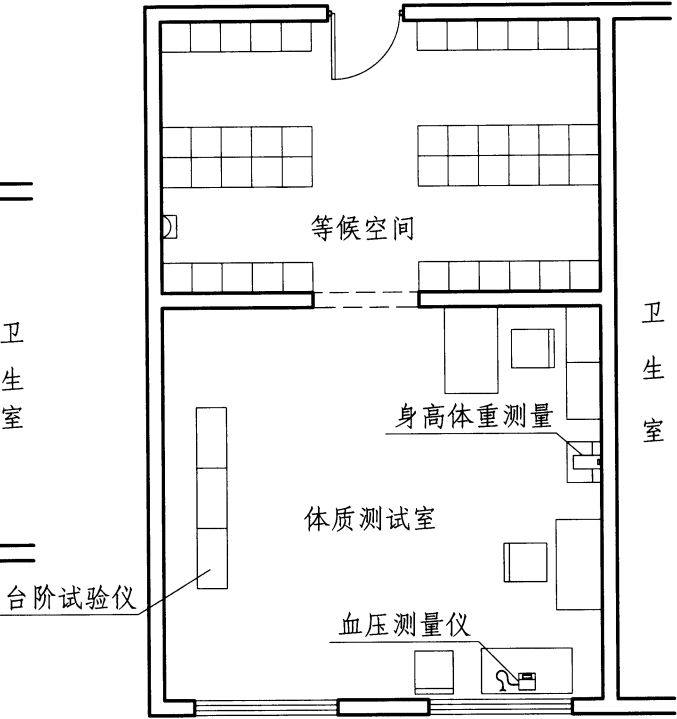 等候空间
卫生室
卫生室
身高体重测量
体质测试室
台阶试验仪
血压测量仪